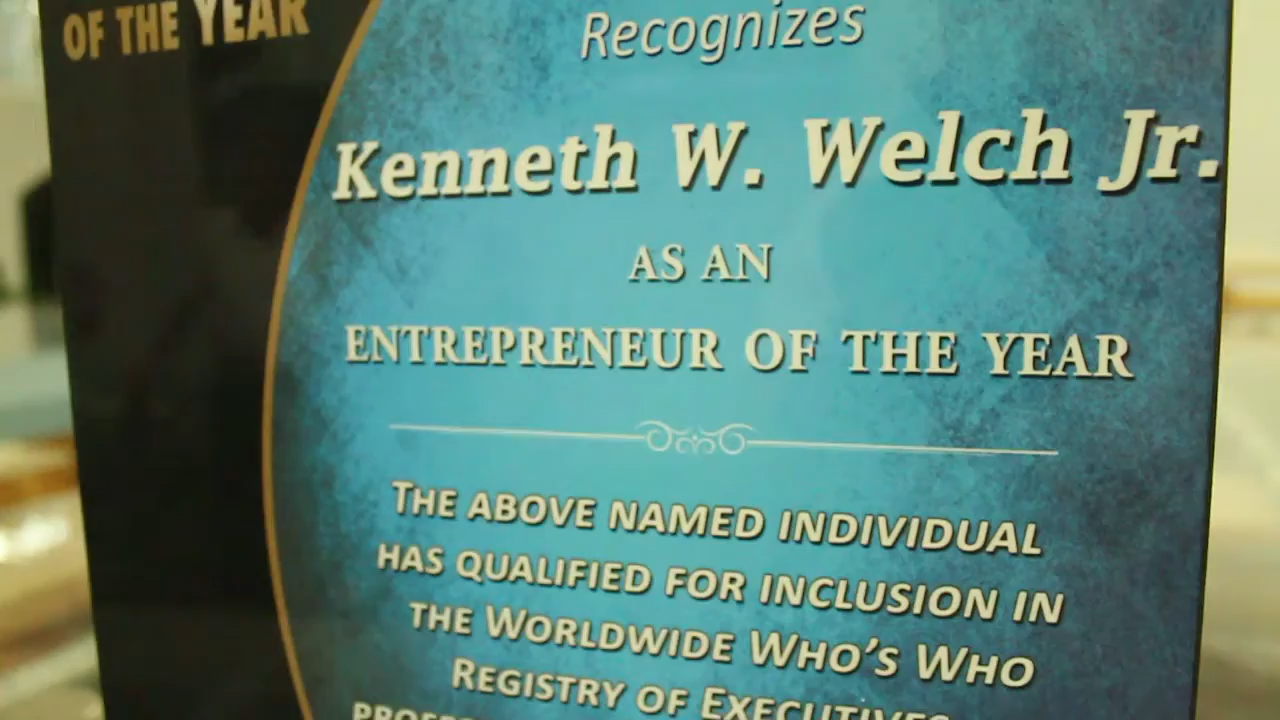 OF THE YEAR
Recognizes
Kenneth W. Welch Jr.
AS AN
ENTREPRENEUR OF THE YEAR
THE ABOVE NAMED INDIVIDUAL
HAS QUALIFIED FOR INCLUSION IN
THE WORLDWIDE WHO'S WHO
REGISTRY OF EXECUTIVES